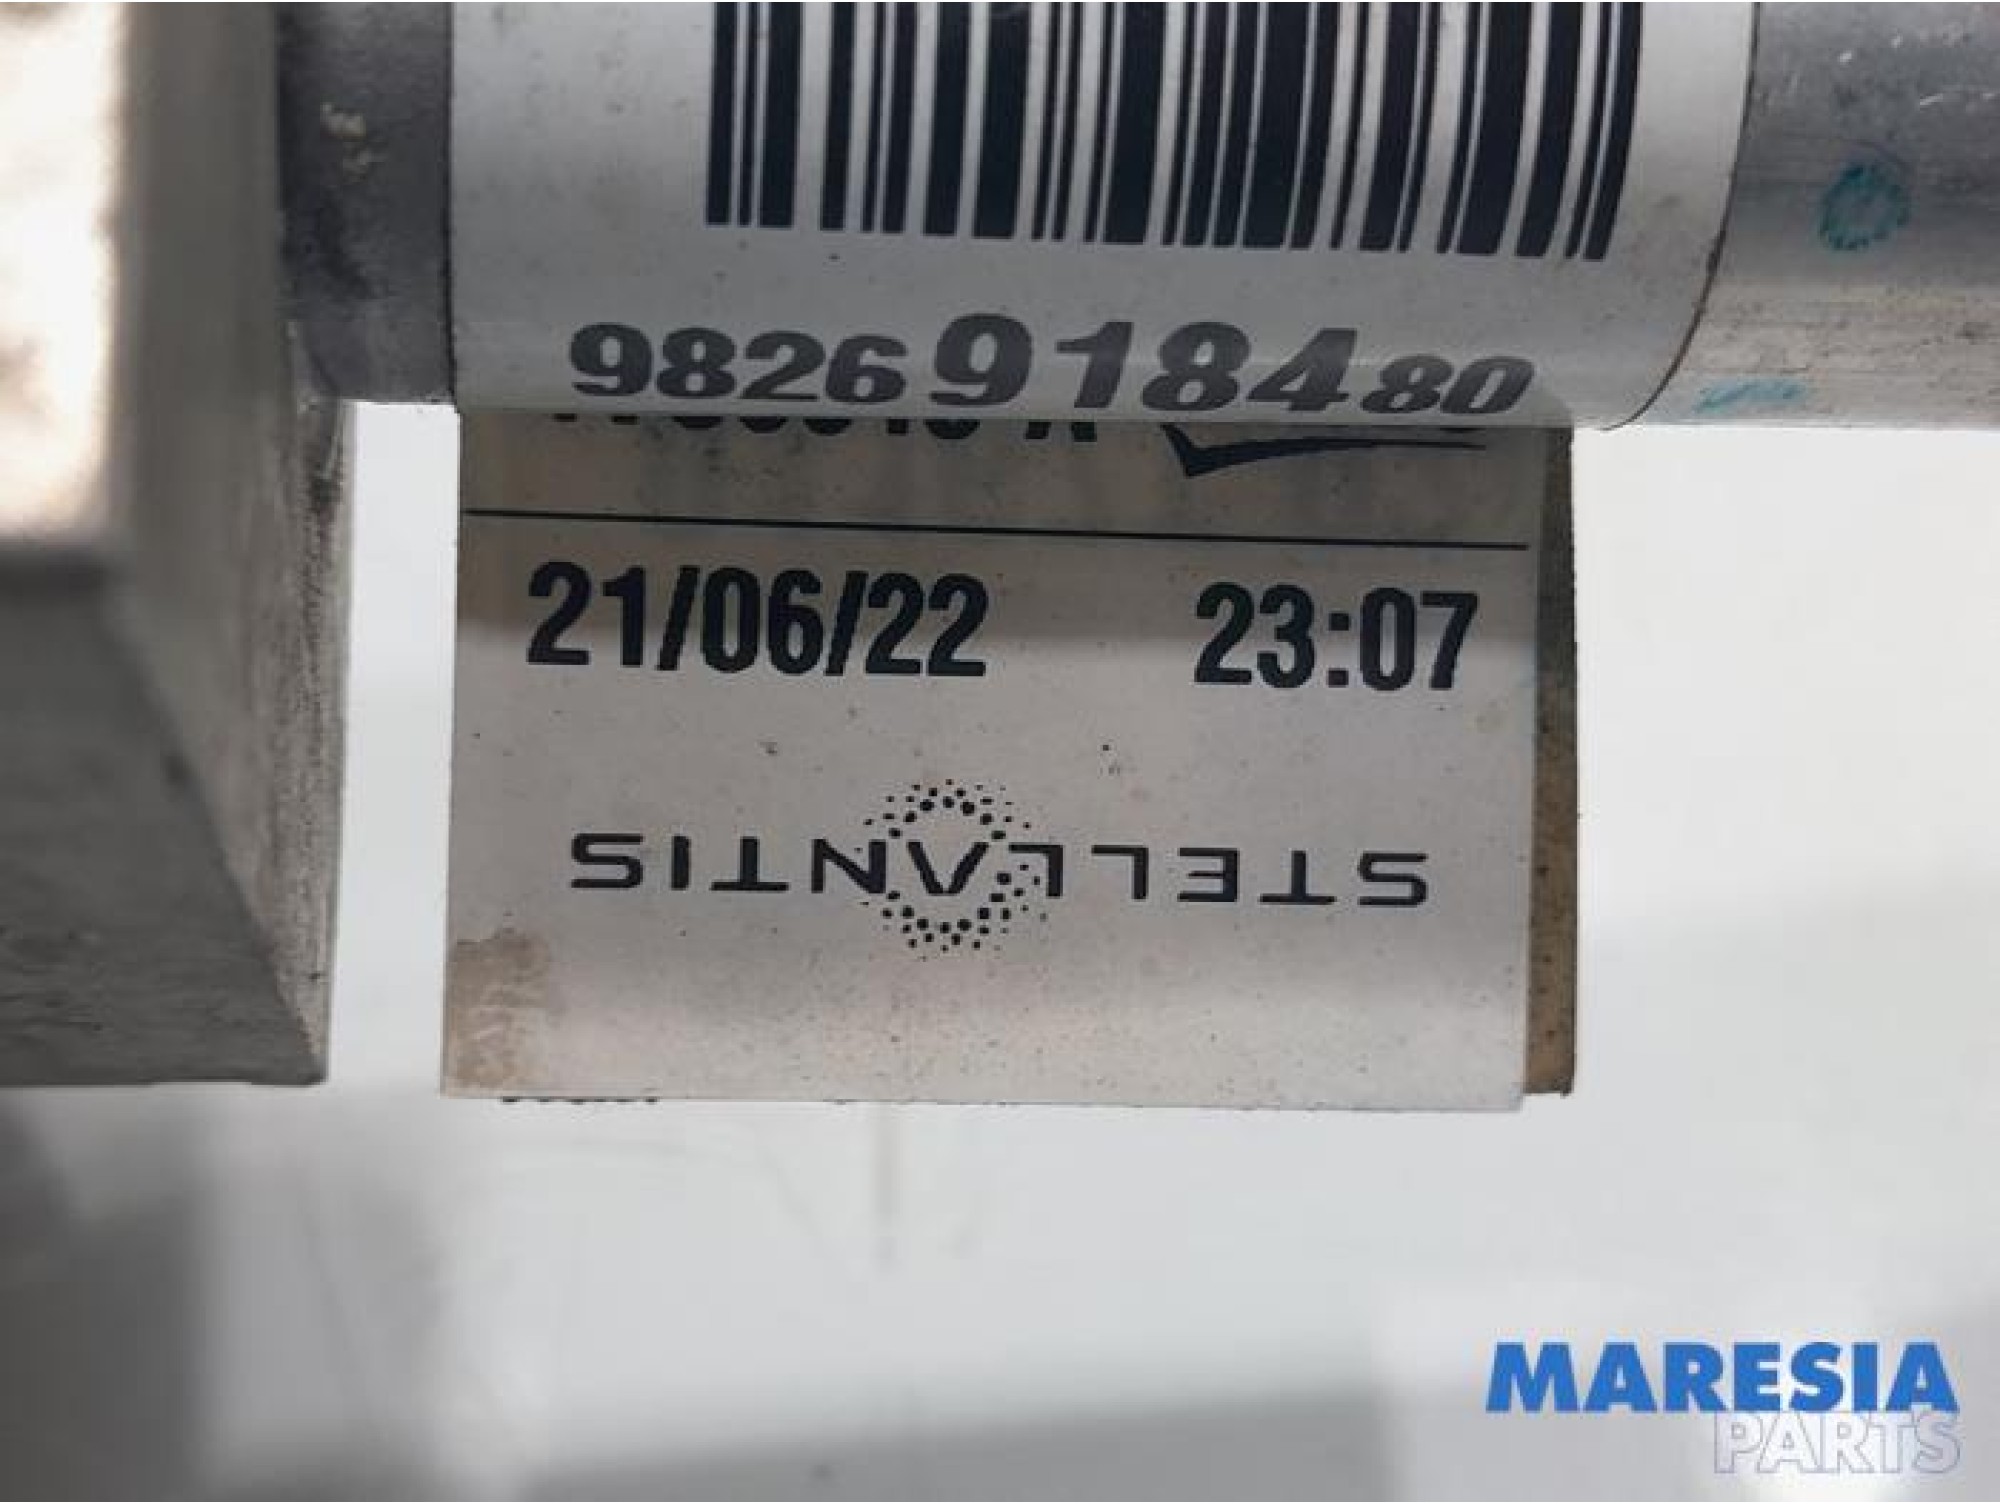 9826918480
21/06/22 23:07
STELLANTIS
MARESIA
PARTS